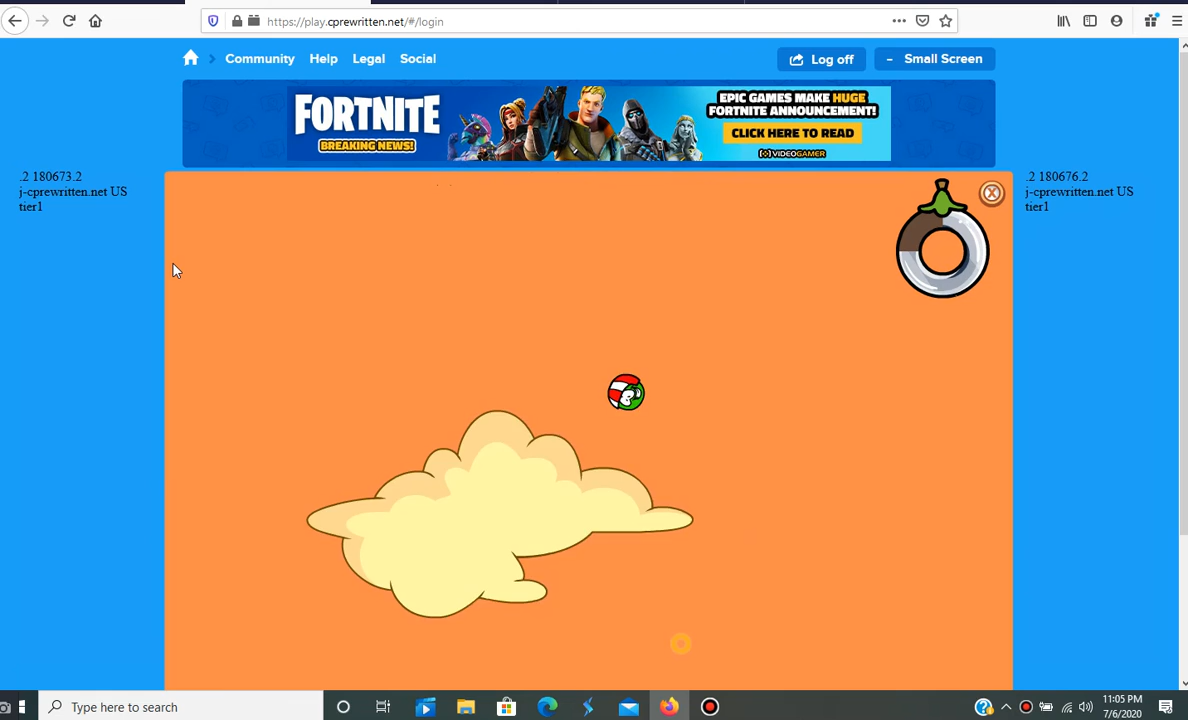 https://play.cprewritten.net/#/login
Community Help Legal Social
Log off
- Small Screen
FORTNITE
BREAKING NEWS!
EPIC GAMES MAKE HUGE
FORTNITE ANNOUNCEMENT!
CLICK HERE TO READ
VIDEOGAMER
.2 180673.2
j-cprewritten.net US
tier1
.2 180676.2
j-cprewritten.net US
tier1
Type here to search
11:05 PM
7/6/2020